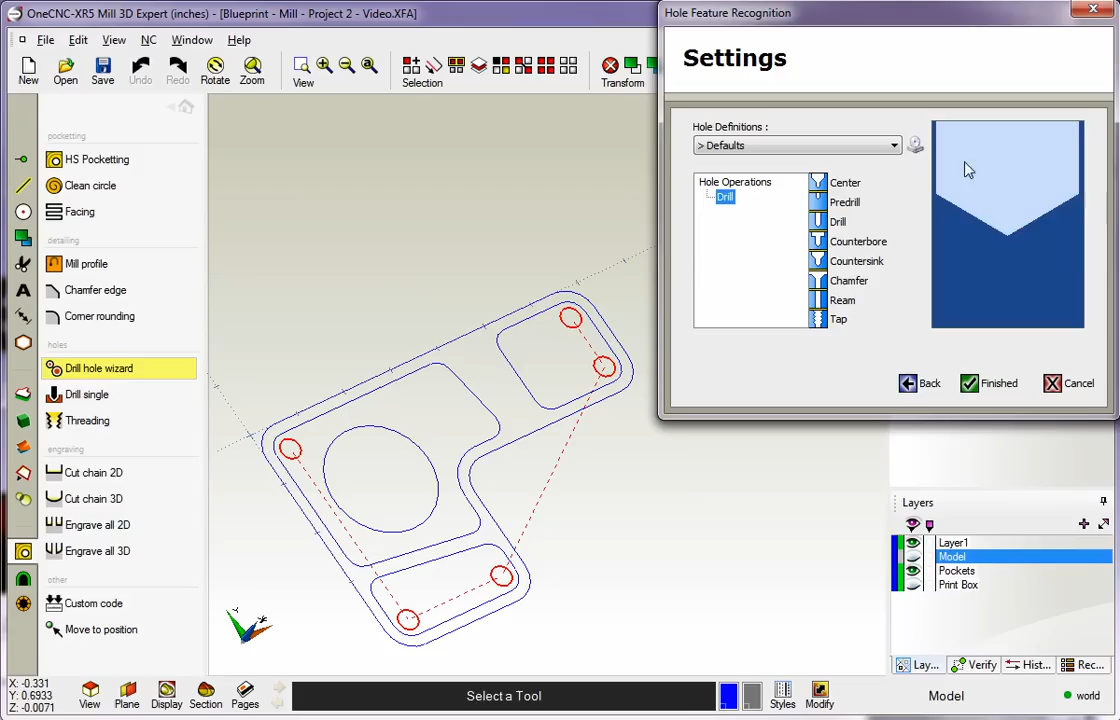 OneCNC-XR5 Mill 3D Expert (inches) - [Blueprint - Mill - Project 2 - Video.XFA]
File Edit View NC Window Help
New Open Save Undo Redo Rotate Zoom View Selection Transform
pocketting
HS Pocketting
Clean circle
Facing
detailing
Mill profile
Chamfer edge
Corner rounding
holes
Drill hole wizard
Drill single
Threading
engraving
Cut chain 2D
Cut chain 3D
Engrave all 2D
Engrave all 3D
other
Custom code
Move to position
Hole Feature Recognition
Settings
Hole Definitions :
> Defaults
Hole Operations
Drill
Center
Predrill
Drill
Counterbore
Countersink
Chamfer
Ream
Tap
Back Finished Cancel
Layers
Layer1
Model
Pockets
Print Box
Lay... Verify Hist... Rec...
X: -0.331
Y: 0.6933
Z: -0.0071
View Plane Display Section Pages
Select a Tool
Styles Modify
Model
world